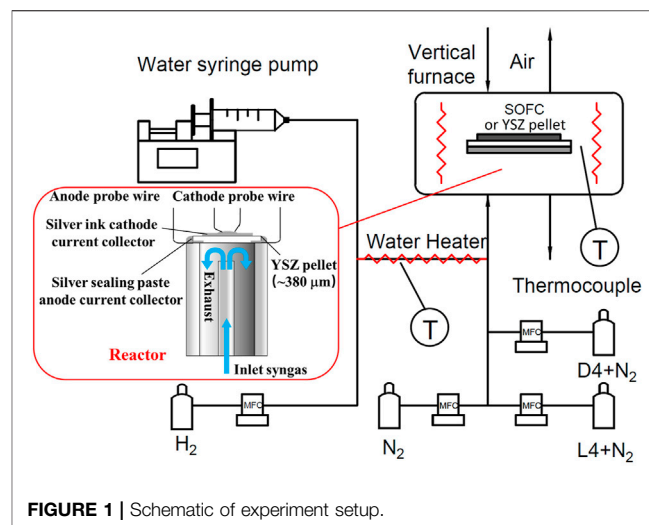 Water syringe pump
Vertical
furnace
Air
SOFC
or YSZ pellet
T
Thermocouple
Anode probe wire
Cathode probe wire
Silver ink cathode
current collector
Silver sealing paste
anode current collector
YSZ pellet
(~380 μm)
Exhaust
Reactor
Inlet syngas
Water Heater
T
MFC
D4+N₂
MFC
H₂
MFC
N₂
MFC
L4+N₂
FIGURE 1 | Schematic of experiment setup.